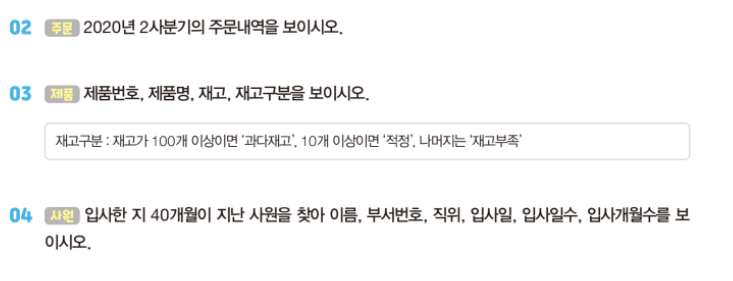 02 주문 2020년 2사분기의 주문내역을 보이시오.
03 제품 제품번호, 제품명, 재고, 재고구분을 보이시오.
재고구분 : 재고가 100개 이상이면 '과다재고', 10개 이상이면 '적정', 나머지는 '재고부족'
04 사원 입사한 지 40개월이 지난 사원을 찾아 이름, 부서번호, 직위, 입사일, 입사일수, 입사개월수를 보
이시오.